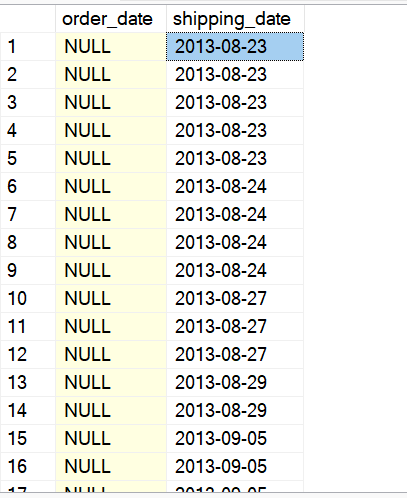 order_date shipping_date
1 NULL 2013-08-23
2 NULL 2013-08-23
3 NULL 2013-08-23
4 NULL 2013-08-23
5 NULL 2013-08-23
6 NULL 2013-08-24
7 NULL 2013-08-24
8 NULL 2013-08-24
9 NULL 2013-08-24
10 NULL 2013-08-27
11 NULL 2013-08-27
12 NULL 2013-08-27
13 NULL 2013-08-29
14 NULL 2013-08-29
15 NULL 2013-09-05
16 NULL 2013-09-05
17 NULL 2013-09-05